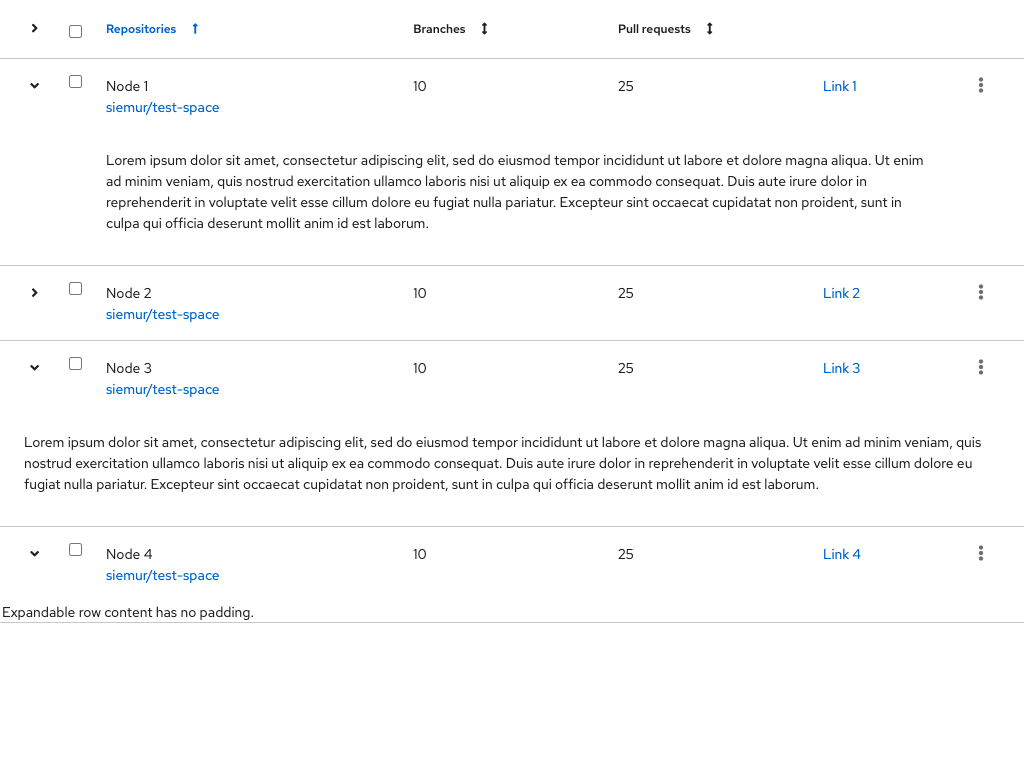 Repositories Branches Pull requests
Node 1 10 25 Link 1
siemur/test-space
Lorem ipsum dolor sit amet, consectetur adipiscing elit, sed do eiusmod tempor incididunt ut labore et dolore magna aliqua. Ut enim
ad minim veniam, quis nostrud exercitation ullamco laboris nisi ut aliquip ex ea commodo consequat. Duis aute irure dolor in
reprehenderit in voluptate velit esse cillum dolore eu fugiat nulla pariatur. Excepteur sint occaecat cupidatat non proident, sunt in
culpa qui officia deserunt mollit anim id est laborum.
Node 2 10 25 Link 2
siemur/test-space
Node 3 10 25 Link 3
siemur/test-space
Lorem ipsum dolor sit amet, consectetur adipiscing elit, sed do eiusmod tempor incididunt ut labore et dolore magna aliqua. Ut enim ad minim veniam, quis
nostrud exercitation ullamco laboris nisi ut aliquip ex ea commodo consequat. Duis aute irure dolor in reprehenderit in voluptate velit esse cillum dolore eu
fugiat nulla pariatur. Excepteur sint occaecat cupidatat non proident, sunt in culpa qui officia deserunt mollit anim id est laborum.
Node 4 10 25 Link 4
siemur/test-space
Expandable row content has no padding.